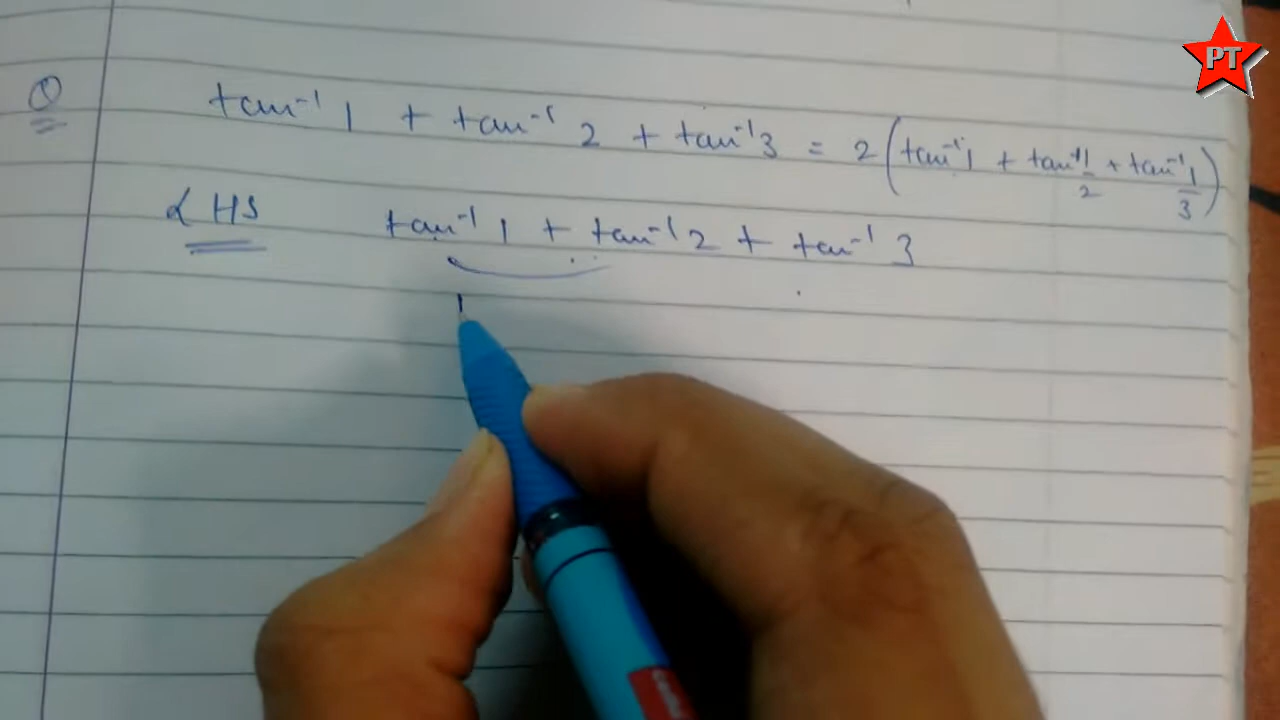 PT
Q tan⁻¹ 1 + tan⁻¹ 2 + tan⁻¹ 3 = 2 (tan⁻¹ 1 + tan⁻¹ 1/2 + tan⁻¹ 1/3)
LHS tan⁻¹ 1 + tan⁻¹ 2 + tan⁻¹ 3